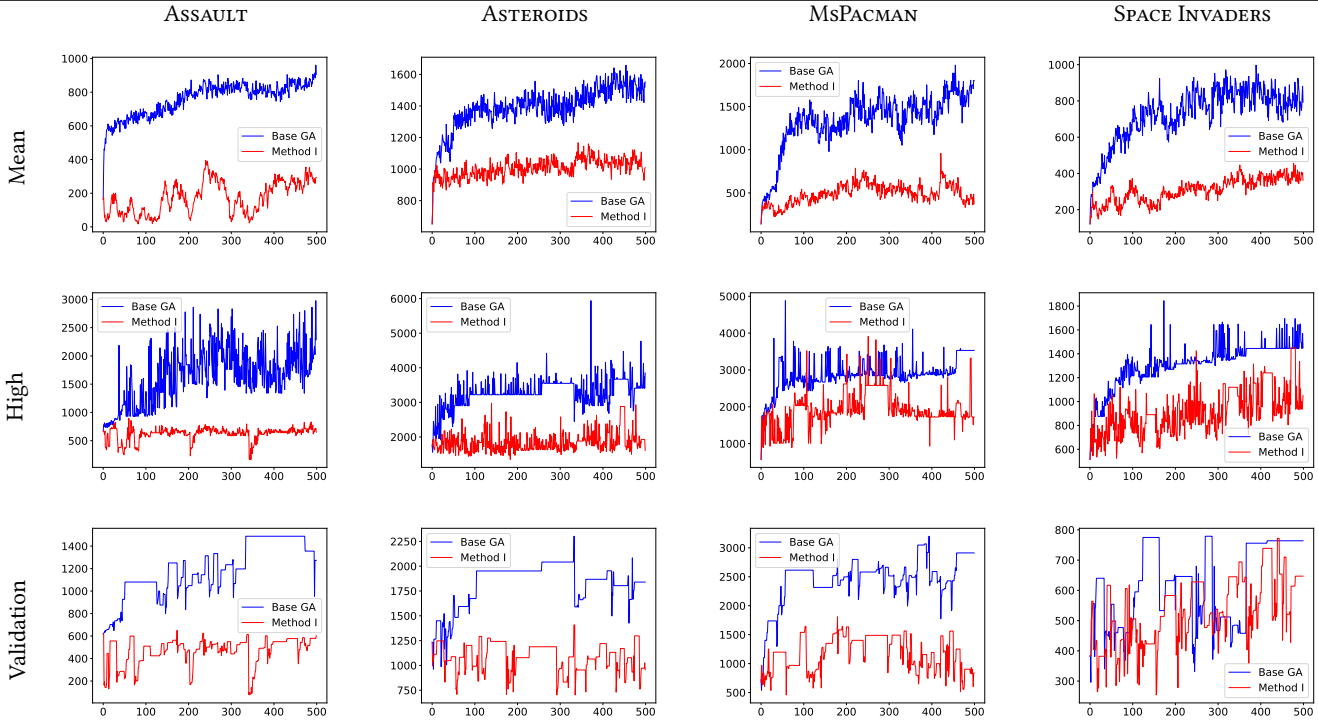 ASSAULT ASTEROIDS MSPACMAN SPACE INVADERS
Mean
1000
800
600
400
200
0
Base GA
Method I
0 100 200 300 400 500
1600
1400
1200
1000
800
Base GA
Method I
0 100 200 300 400 500
2000
1500
1000
500
Base GA
Method I
0 100 200 300 400 500
1000
800
600
400
200
Base GA
Method I
0 100 200 300 400 500
High
3000
2500
2000
1500
1000
500
Base GA
Method I
0 100 200 300 400 500
6000
5000
4000
3000
2000
Base GA
Method I
0 100 200 300 400 500
5000
4000
3000
2000
1000
Base GA
Method I
0 100 200 300 400 500
1800
1600
1400
1200
1000
800
600
Base GA
Method I
0 100 200 300 400 500
Validation
1400
1200
1000
800
600
400
200
Base GA
Method I
0 100 200 300 400 500
2250
2000
1750
1500
1250
1000
750
Base GA
Method I
0 100 200 300 400 500
3000
2500
2000
1500
1000
500
Base GA
Method I
0 100 200 300 400 500
800
700
600
500
400
300
Base GA
Method I
0 100 200 300 400 500